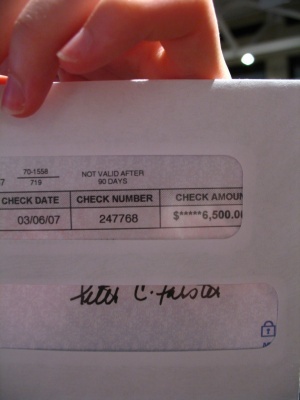 70-1558
7 719 NOT VALID AFTER
90 DAYS
CHECK DATE CHECK NUMBER CHECK AMOUN
03/06/07 247768 $*****6,500.0
C.